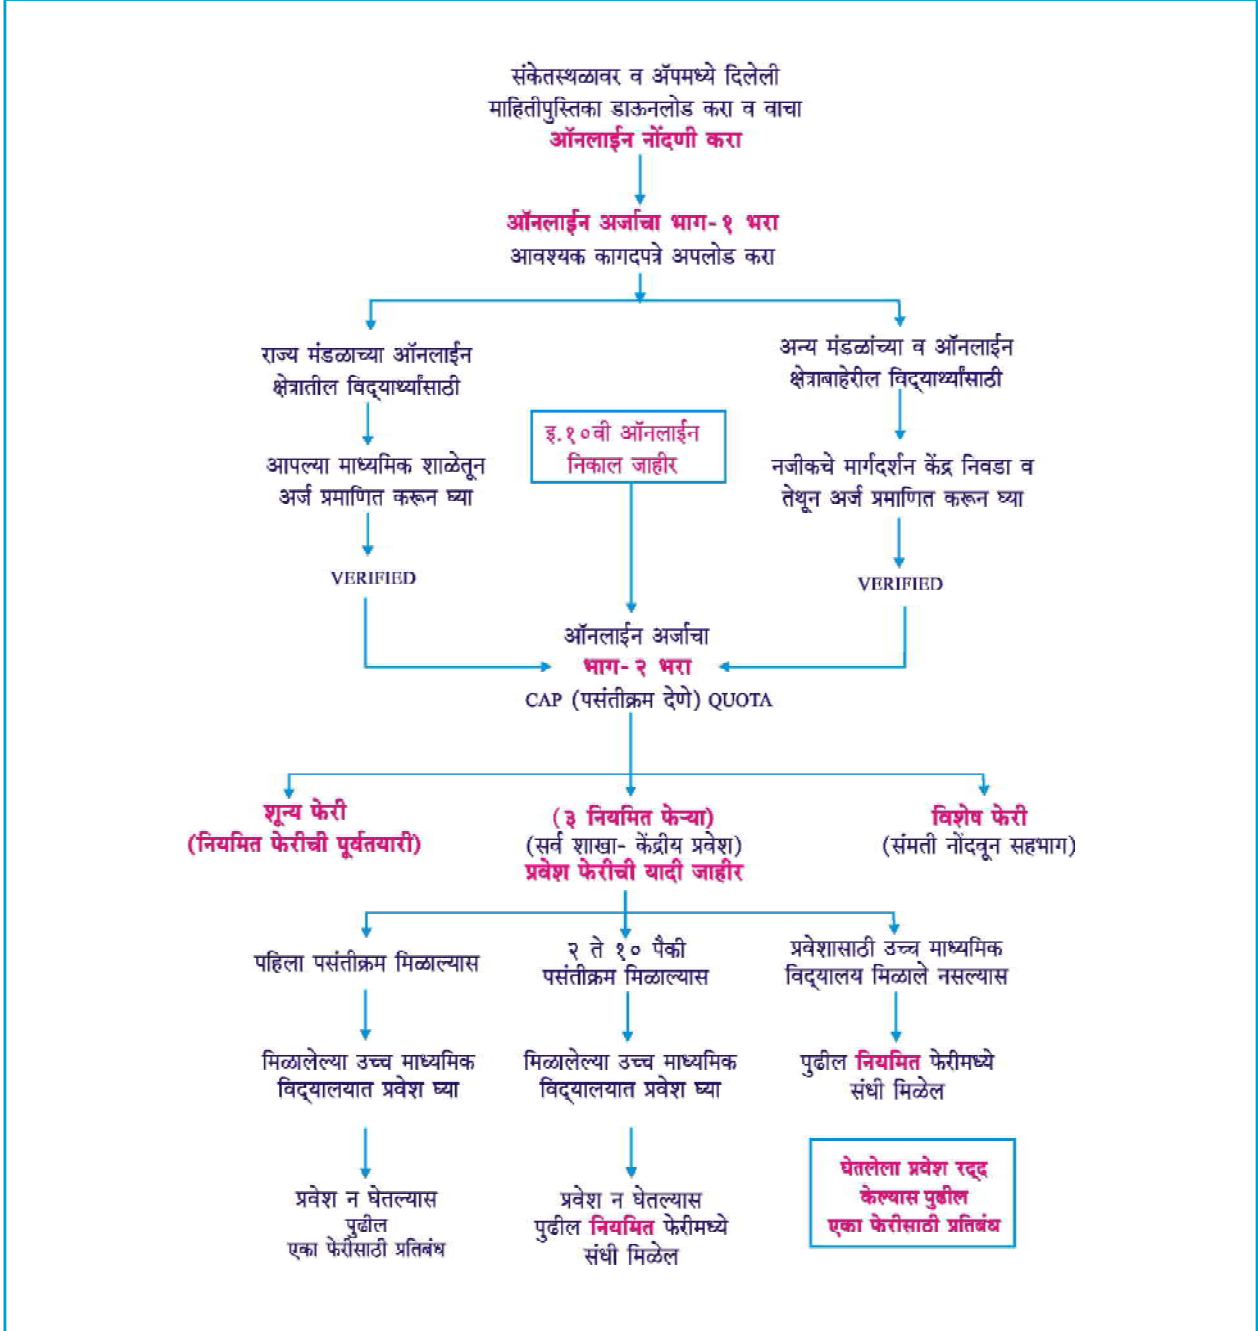 संकेतस्थळावर व ॲपमध्ये दिलेली
माहितीपुस्तिका डाऊनलोड करा व वाचा
ऑनलाईन नोंदणी करा
ऑनलाईन अर्जाचा भाग-१ भरा
आवश्यक कागदपत्रे अपलोड करा
राज्य मंडळाच्या ऑनलाईन
क्षेत्रातील विद्‌यार्थ्यांसाठी
अन्य मंडळांच्या व ऑनलाईन
क्षेत्राबाहेरील विद्‌यार्थ्यांसाठी
इ.१०वी ऑनलाईन
निकाल जाहीर
आपल्या माध्यमिक शाळेतून
अर्ज प्रमाणित करून घ्या
नजीकचे मार्गदर्शन केंद्र निवडा व
तेथून अर्ज प्रमाणित करून घ्या
VERIFIED
VERIFIED
ऑनलाईन अर्जाचा
भाग-२ भरा
CAP (पसंतीक्रम देणे) QUOTA
शून्य फेरी
(नियमित फेरीची पूर्वतयारी)
(३ नियमित फेऱ्या)
(सर्व शाखा- केंद्रीय प्रवेश)
प्रवेश फेरीची यादी जाहीर
विशेष फेरी
(संमती नोंदवून सहभाग)
पहिला पसंतीक्रम मिळाल्यास
२ ते १० पैकी
पसंतीक्रम मिळाल्यास
प्रवेशासाठी उच्च माध्यमिक
विद्‌यालय मिळाले नसल्यास
मिळालेल्या उच्च माध्यमिक
विद्‌यालयात प्रवेश घ्या
मिळालेल्या उच्च माध्यमिक
विद्‌यालयात प्रवेश घ्या
पुढील नियमित फेरीमध्ये
संधी मिळेल
प्रवेश न घेतल्यास
पुढील
एका फेरीसाठी प्रतिबंध
प्रवेश न घेतल्यास
पुढील नियमित फेरीमध्ये
संधी मिळेल
घेतलेला प्रवेश रद्‌द
केल्यास पुढील
एका फेरीसाठी प्रतिबंध